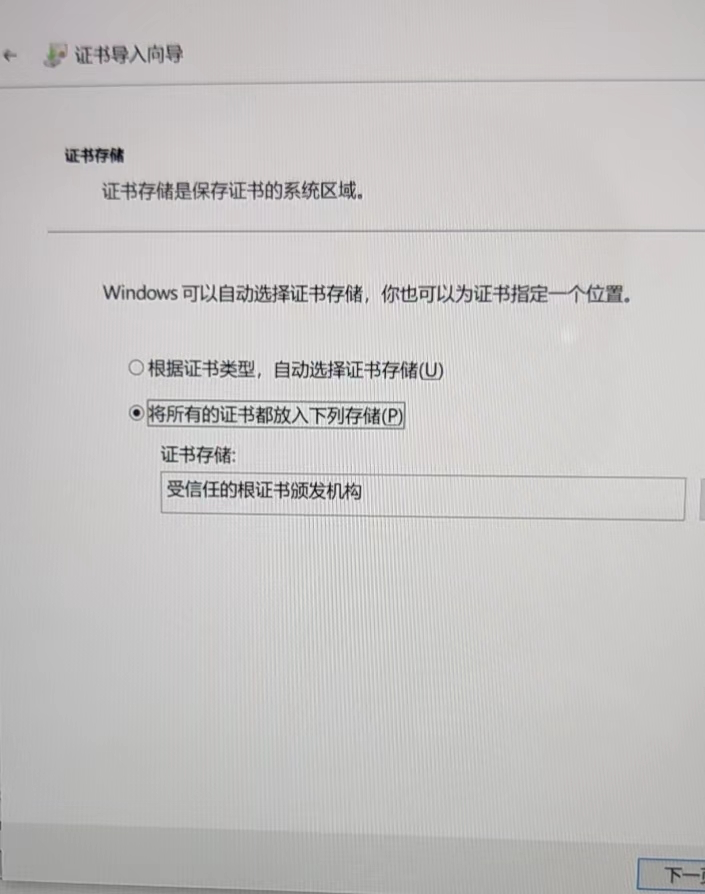 证书导入向导
证书存储
证书存储是保存证书的系统区域。
Windows 可以自动选择证书存储，你也可以为证书指定一个位置。
根据证书类型，自动选择证书存储(U)
将所有的证书都放入下列存储(P)
证书存储:
受信任的根证书颁发机构
下一